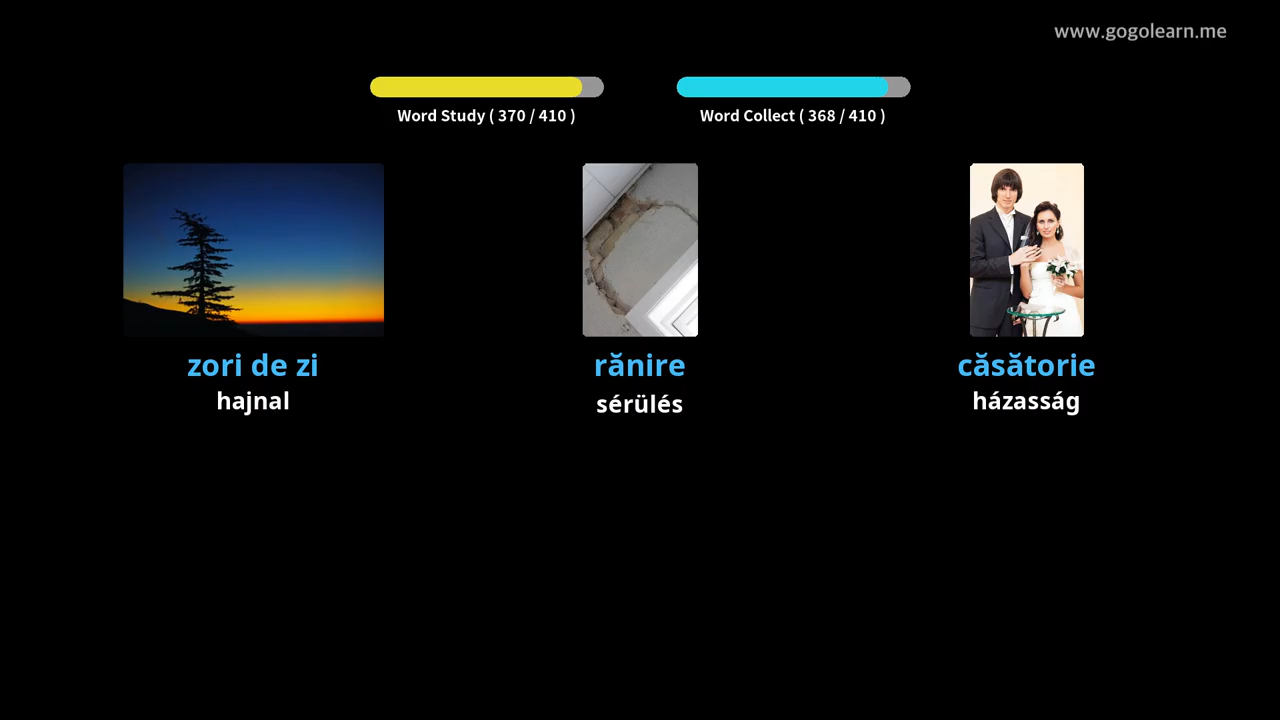 www.gogolearn.me
Word Study ( 370 / 410 )
Word Collect ( 368 / 410 )
zori de zi
hajnal
rănire
sérülés
căsătorie
házasság